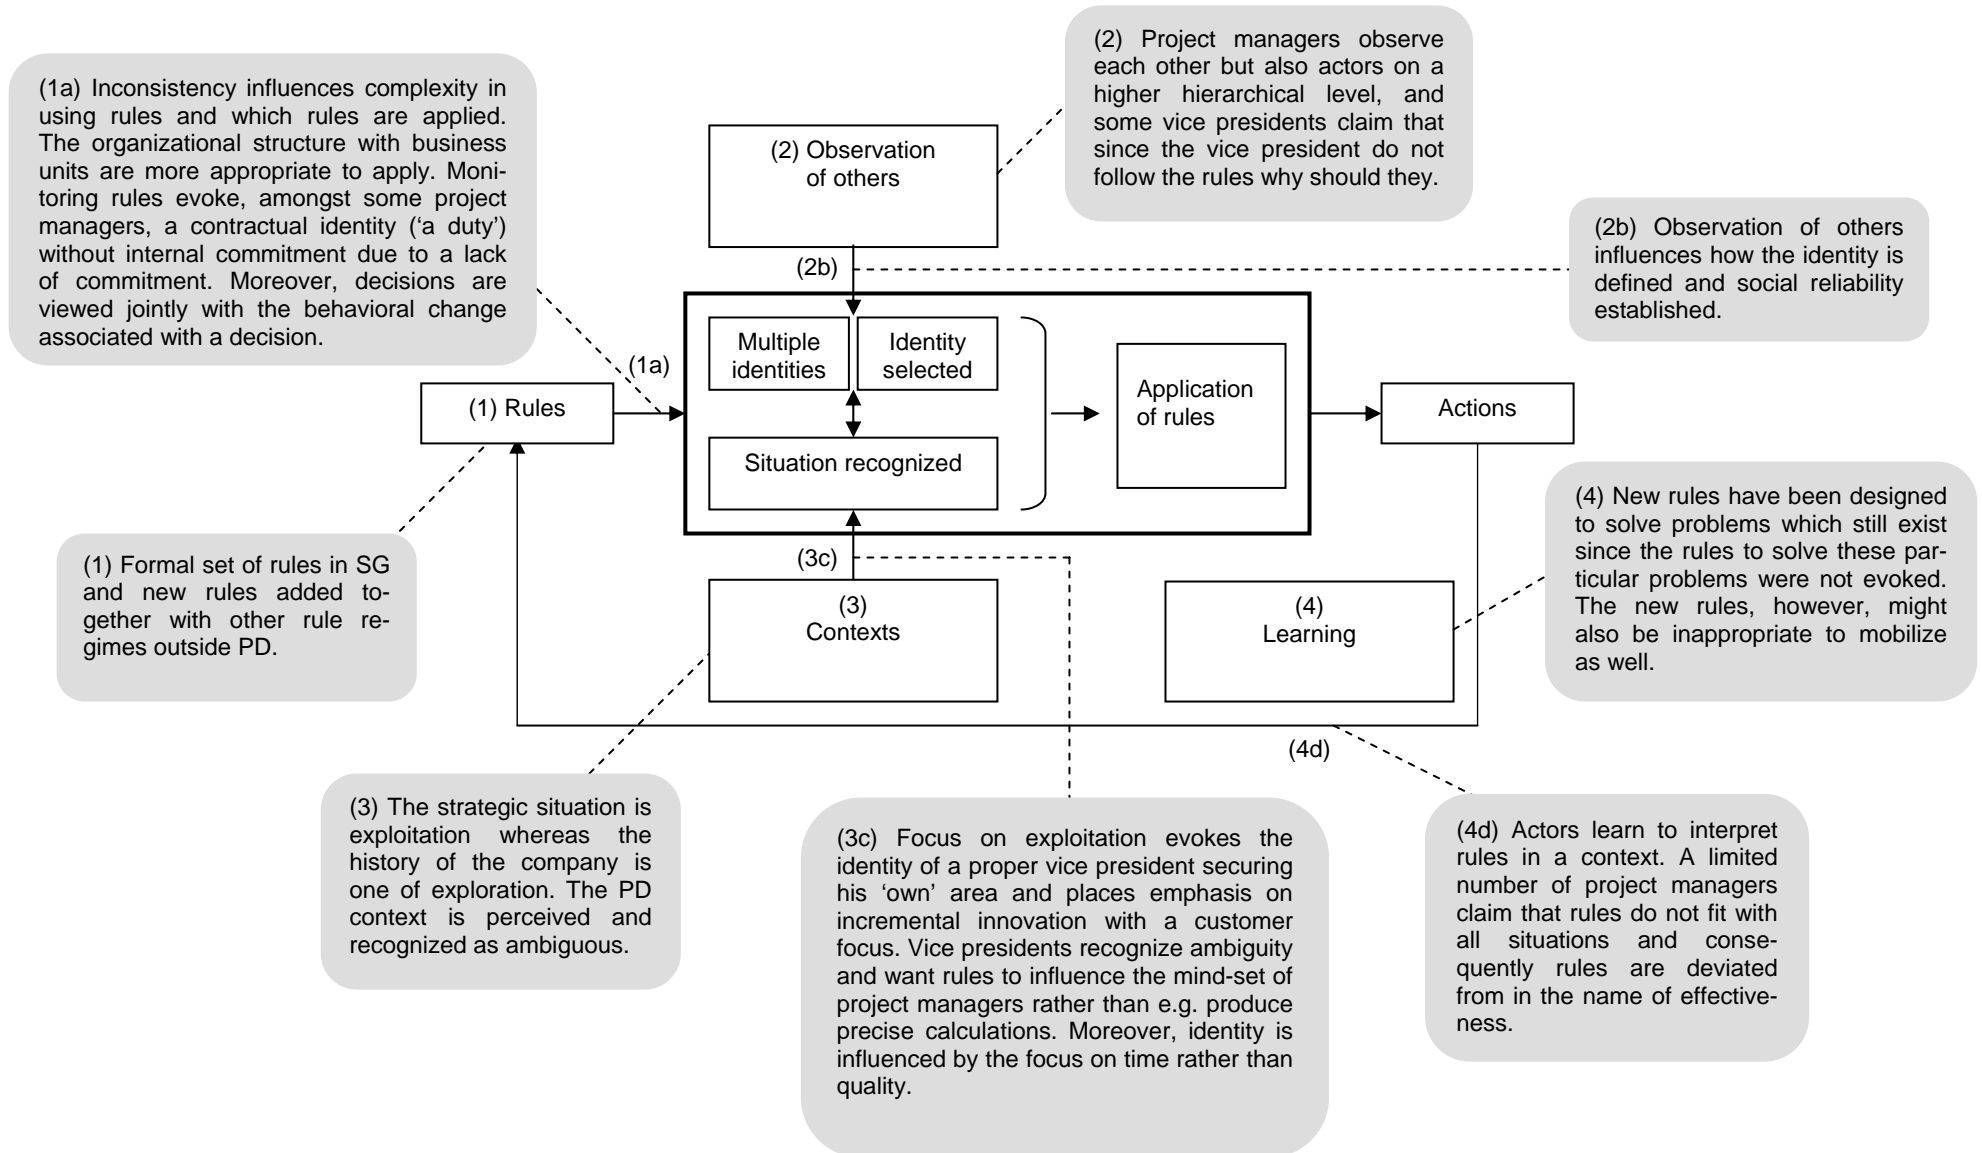 (1a) Inconsistency influences complexity in
using rules and which rules are applied.
The organizational structure with business
units are more appropriate to apply. Moni-
toring rules evoke, amongst some project
managers, a contractual identity (‘a duty’)
without internal commitment due to a lack
of commitment. Moreover, decisions are
viewed jointly with the behavioral change
associated with a decision.
(2) Observation
of others
(2) Project managers observe
each other but also actors on a
higher hierarchical level, and
some vice presidents claim that
since the vice president do not
follow the rules why should they.
(2b) Observation of others
influences how the identity is
defined and social reliability
established.
(2b)
(1a)
(1) Rules
Multiple
identities
Identity
selected
Situation recognized
Application
of rules
Actions
(3c)
(3)
Contexts
(4)
Learning
(4) New rules have been designed
to solve problems which still exist
since the rules to solve these par-
ticular problems were not evoked.
The new rules, however, might
also be inappropriate to mobilize
as well.
(1) Formal set of rules in SG
and new rules added to-
gether with other rule re-
gimes outside PD.
(4d)
(3) The strategic situation is
exploitation whereas the
history of the company is
one of exploration. The PD
context is perceived and
recognized as ambiguous.
(3c) Focus on exploitation evokes the
identity of a proper vice president securing
his ‘own’ area and places emphasis on
incremental innovation with a customer
focus. Vice presidents recognize ambiguity
and want rules to influence the mind-set of
project managers rather than e.g. produce
precise calculations. Moreover, identity is
influenced by the focus on time rather than
quality.
(4d) Actors learn to interpret
rules in a context. A limited
number of project managers
claim that rules do not fit with
all situations and conse-
quently rules are deviated
from in the name of effective-
ness.